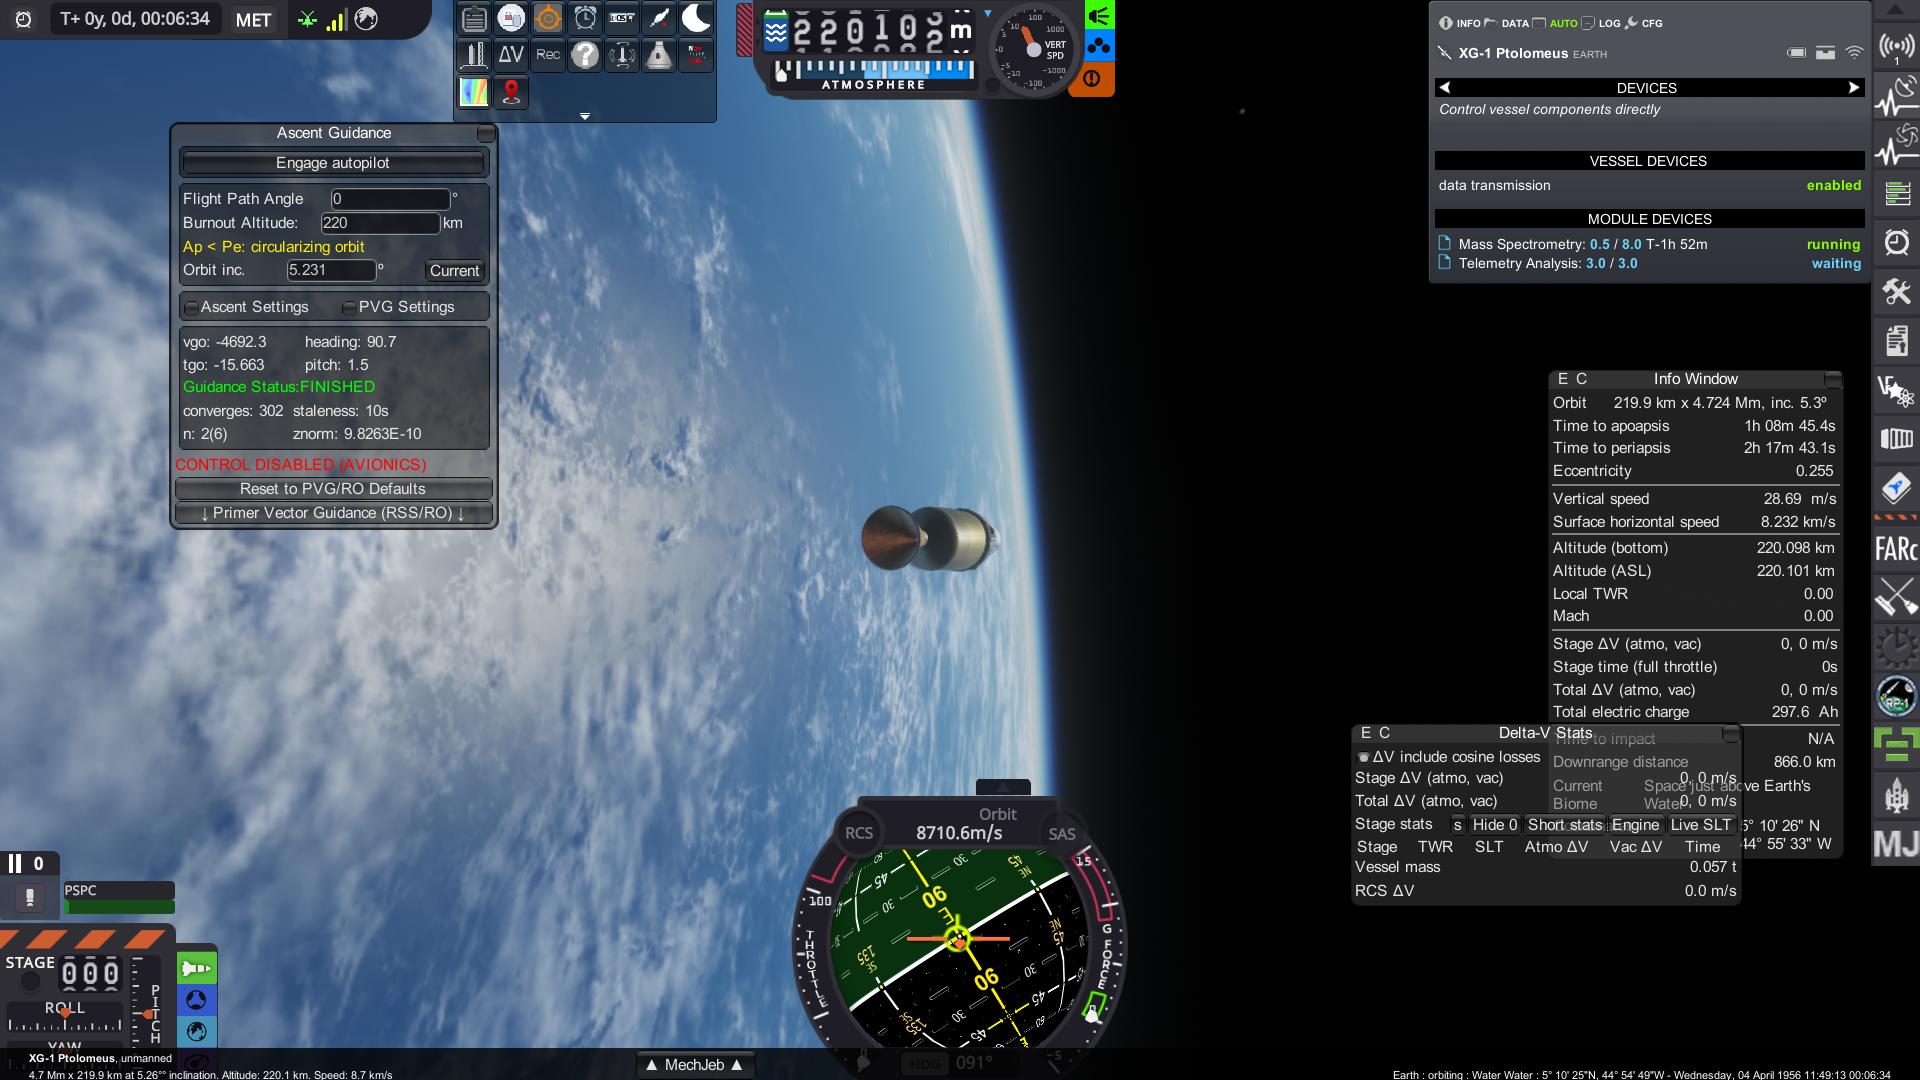 T+ 0y, 0d, 00:06:34 MET
ΔV Rec
220102 m
ATMOSPHERE
VERT SPD
INFO DATA AUTO LOG CFG
XG-1 Ptolomeus EARTH
DEVICES
Control vessel components directly
VESSEL DEVICES
data transmission enabled
MODULE DEVICES
Mass Spectrometry: 0.5 / 8.0 T-1h 52m running
Telemetry Analysis: 3.0 / 3.0 waiting
Ascent Guidance
Engage autopilot
Flight Path Angle 0 °
Burnout Altitude: 220 km
Ap < Pe: circularizing orbit
Orbit inc. 5.231 ° Current
Ascent Settings PVG Settings
vgo: -4692.3 heading: 90.7
tgo: -15.663 pitch: 1.5
Guidance Status:FINISHED
converges: 302 staleness: 10s
n: 2(6) znorm: 9.8263E-10
CONTROL DISABLED (AVIONICS)
Reset to PVG/RO Defaults
↓ Primer Vector Guidance (RSS/RO) ↓
E C Info Window
Orbit 219.9 km x 4.724 Mm, inc. 5.3º
Time to apoapsis 1h 08m 45.4s
Time to periapsis 2h 17m 43.1s
Eccentricity 0.255
Vertical speed 28.69 m/s
Surface horizontal speed 8.232 km/s
Altitude (bottom) 220.098 km
Altitude (ASL) 220.101 km
Local TWR 0.00
Mach 0.00
Stage ΔV (atmo, vac) 0, 0 m/s
Stage time (full throttle) 0s
Total ΔV (atmo, vac) 0, 0 m/s
Total electric charge 297.6 Ah
Time to impact N/A
Downrange distance 866.0 km
Current Biome Space just above Earth's Water
5° 10' 26" N
44° 55' 33" W
E C Delta-V Stats
ΔV include cosine losses
Stage ΔV (atmo, vac) 0, 0 m/s
Total ΔV (atmo, vac) 0, 0 m/s
Stage stats s Hide 0 Short stats Engine Live SLT
Stage TWR SLT Atmo ΔV Vac ΔV Time
Vessel mass 0.057 t
RCS ΔV 0.0 m/s
1
FARc
RP-1
MJ
Orbit
RCS 8710.6m/s SAS
THROTTLE
100
G FORCE
15
-5
HDG 091°
0
PSPC
STAGE 000
ROLL
PITCH
YAW
▲ MechJeb ▲
XG-1 Ptolomeus, unmanned
4.7 Mm x 219.9 km at 5.26°° inclination. Altitude: 220.1 km. Speed: 8.7 km/s
Earth : orbiting : Water Water : 5° 10' 25"N, 44° 54' 49"W - Wednesday, 04 April 1956 11:49:13 00:06:34